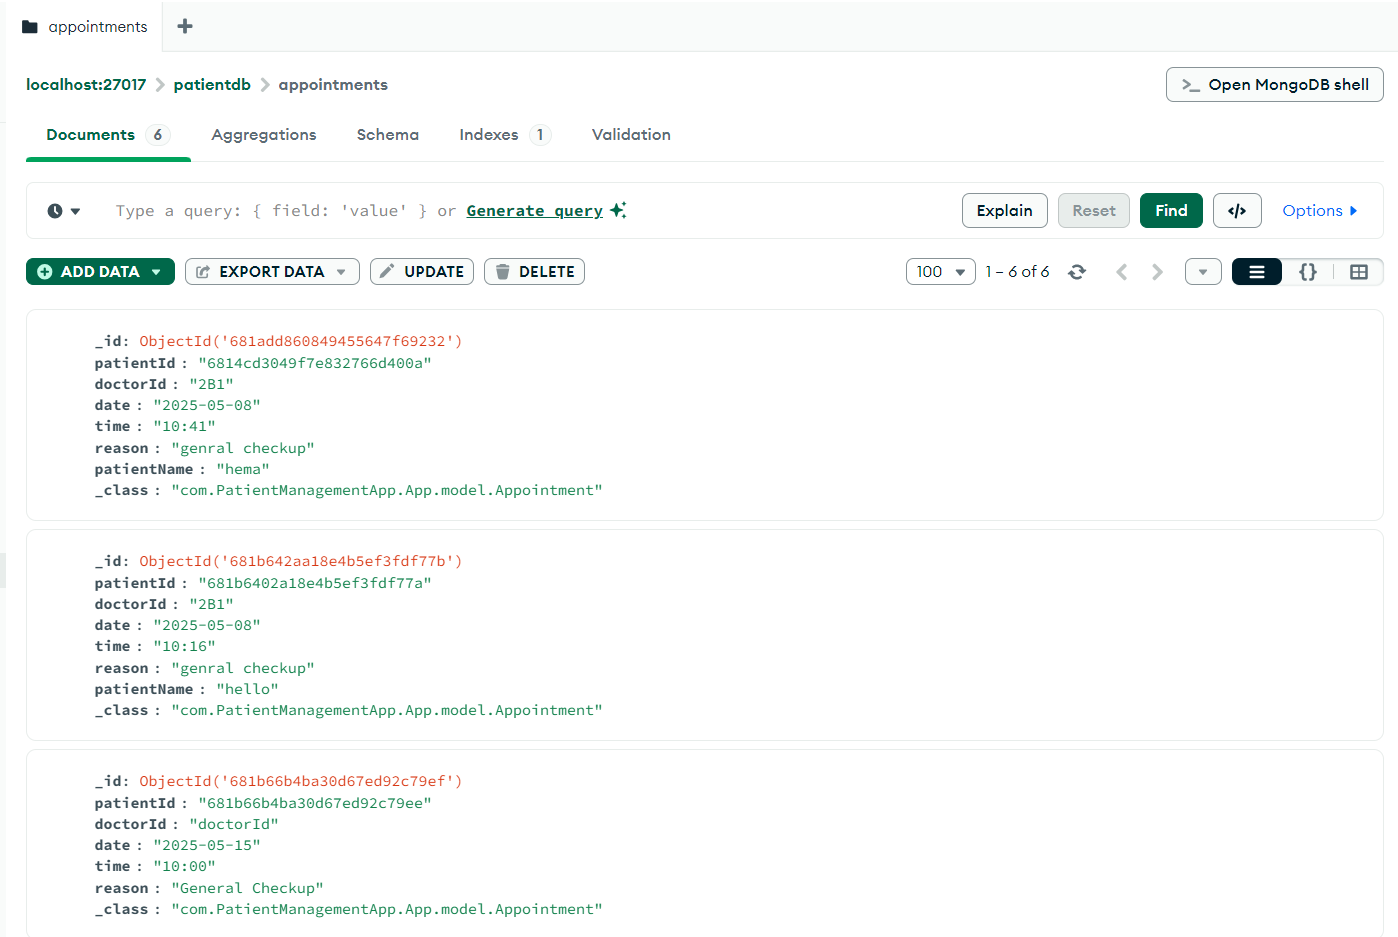 appointments
localhost:27017 patientdb appointments
Open MongoDB shell
Documents 6 Aggregations Schema Indexes 1 Validation
Type a query: { field: 'value' } or Generate query
Explain Reset Find </> Options
ADD DATA EXPORT DATA UPDATE DELETE 100 1 – 6 of 6 {}
_id: ObjectId('681add860849455647f69232')
patientId : "6814cd3049f7e832766d400a"
doctorId : "2B1"
date : "2025-05-08"
time : "10:41"
reason : "genral checkup"
patientName : "hema"
_class : "com.PatientManagementApp.App.model.Appointment"
_id: ObjectId('681b642aa18e4b5ef3fdf77b')
patientId : "681b6402a18e4b5ef3fdf77a"
doctorId : "2B1"
date : "2025-05-08"
time : "10:16"
reason : "genral checkup"
patientName : "hello"
_class : "com.PatientManagementApp.App.model.Appointment"
_id: ObjectId('681b66b4ba30d67ed92c79ef')
patientId : "681b66b4ba30d67ed92c79ee"
doctorId : "doctorId"
date : "2025-05-15"
time : "10:00"
reason : "General Checkup"
_class : "com.PatientManagementApp.App.model.Appointment"